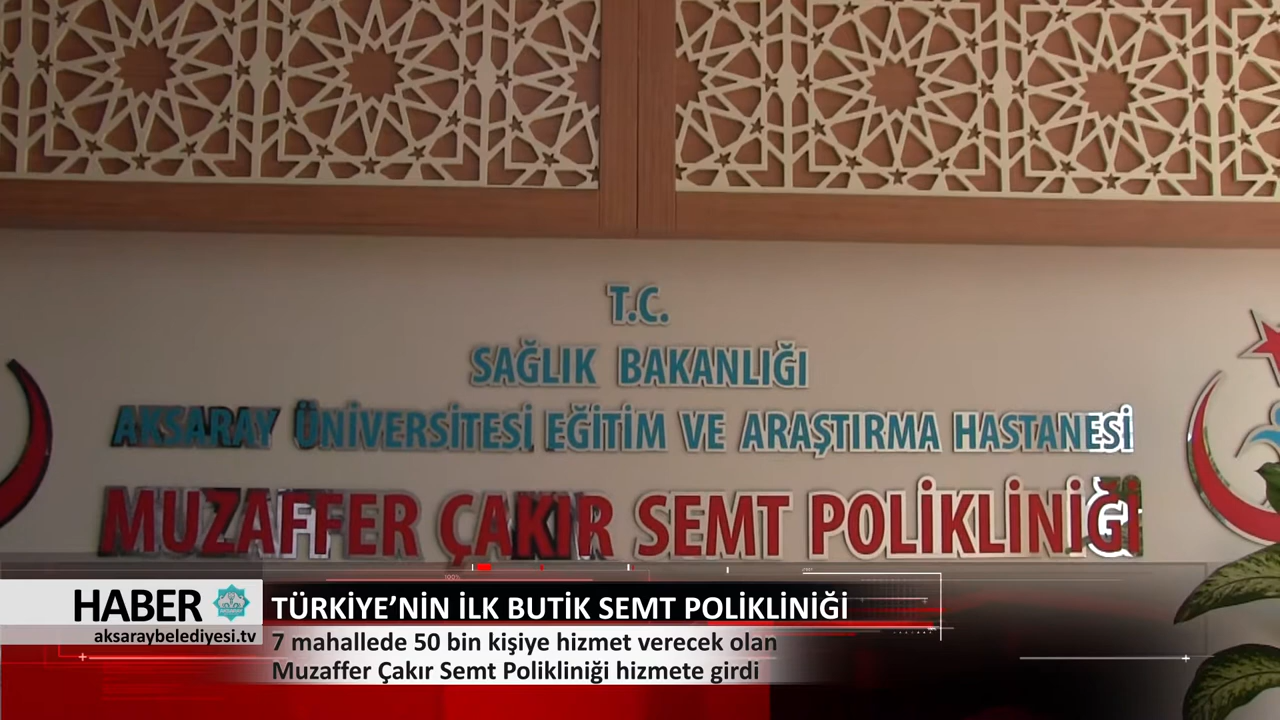 T.C.
SAĞLIK BAKANLIĞI
AKSARAY ÜNİVERSİTESİ EĞİTİM VE ARAŞTIRMA HASTANESİ
MUZAFFER ÇAKIR SEMT POLİKLİNİĞİ
HABER
aksaraybelediyesi.tv
TÜRKİYE'NİN İLK BUTİK SEMT POLİKLİNİĞİ
7 mahallede 50 bin kişiye hizmet verecek olan
Muzaffer Çakır Semt Polikliniği hizmete girdi
100%